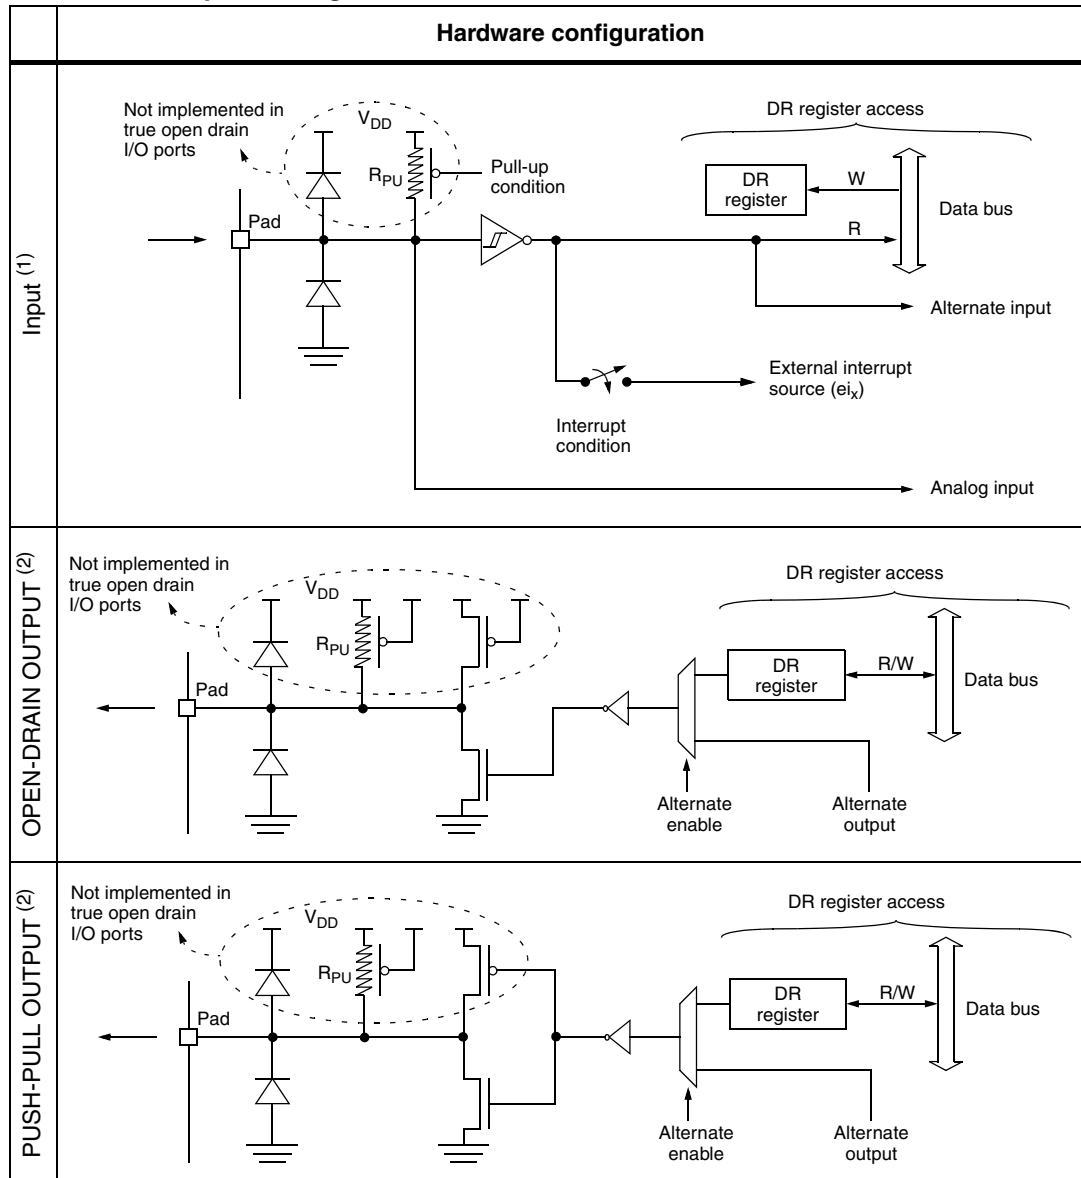 Hardware configuration
Input (1)
Not implemented in
true open drain
I/O ports
VDD
RPU
Pull-up
condition
Pad
DR register access
DR
register
W
R
Data bus
Alternate input
External interrupt
source (eix)
Interrupt
condition
Analog input
OPEN-DRAIN OUTPUT (2)
Not implemented in
true open drain
I/O ports
VDD
RPU
Pad
DR register access
DR
register
R/W
Data bus
Alternate
enable
Alternate
output
PUSH-PULL OUTPUT (2)
Not implemented in
true open drain
I/O ports
VDD
RPU
Pad
DR register access
DR
register
R/W
Data bus
Alternate
enable
Alternate
output